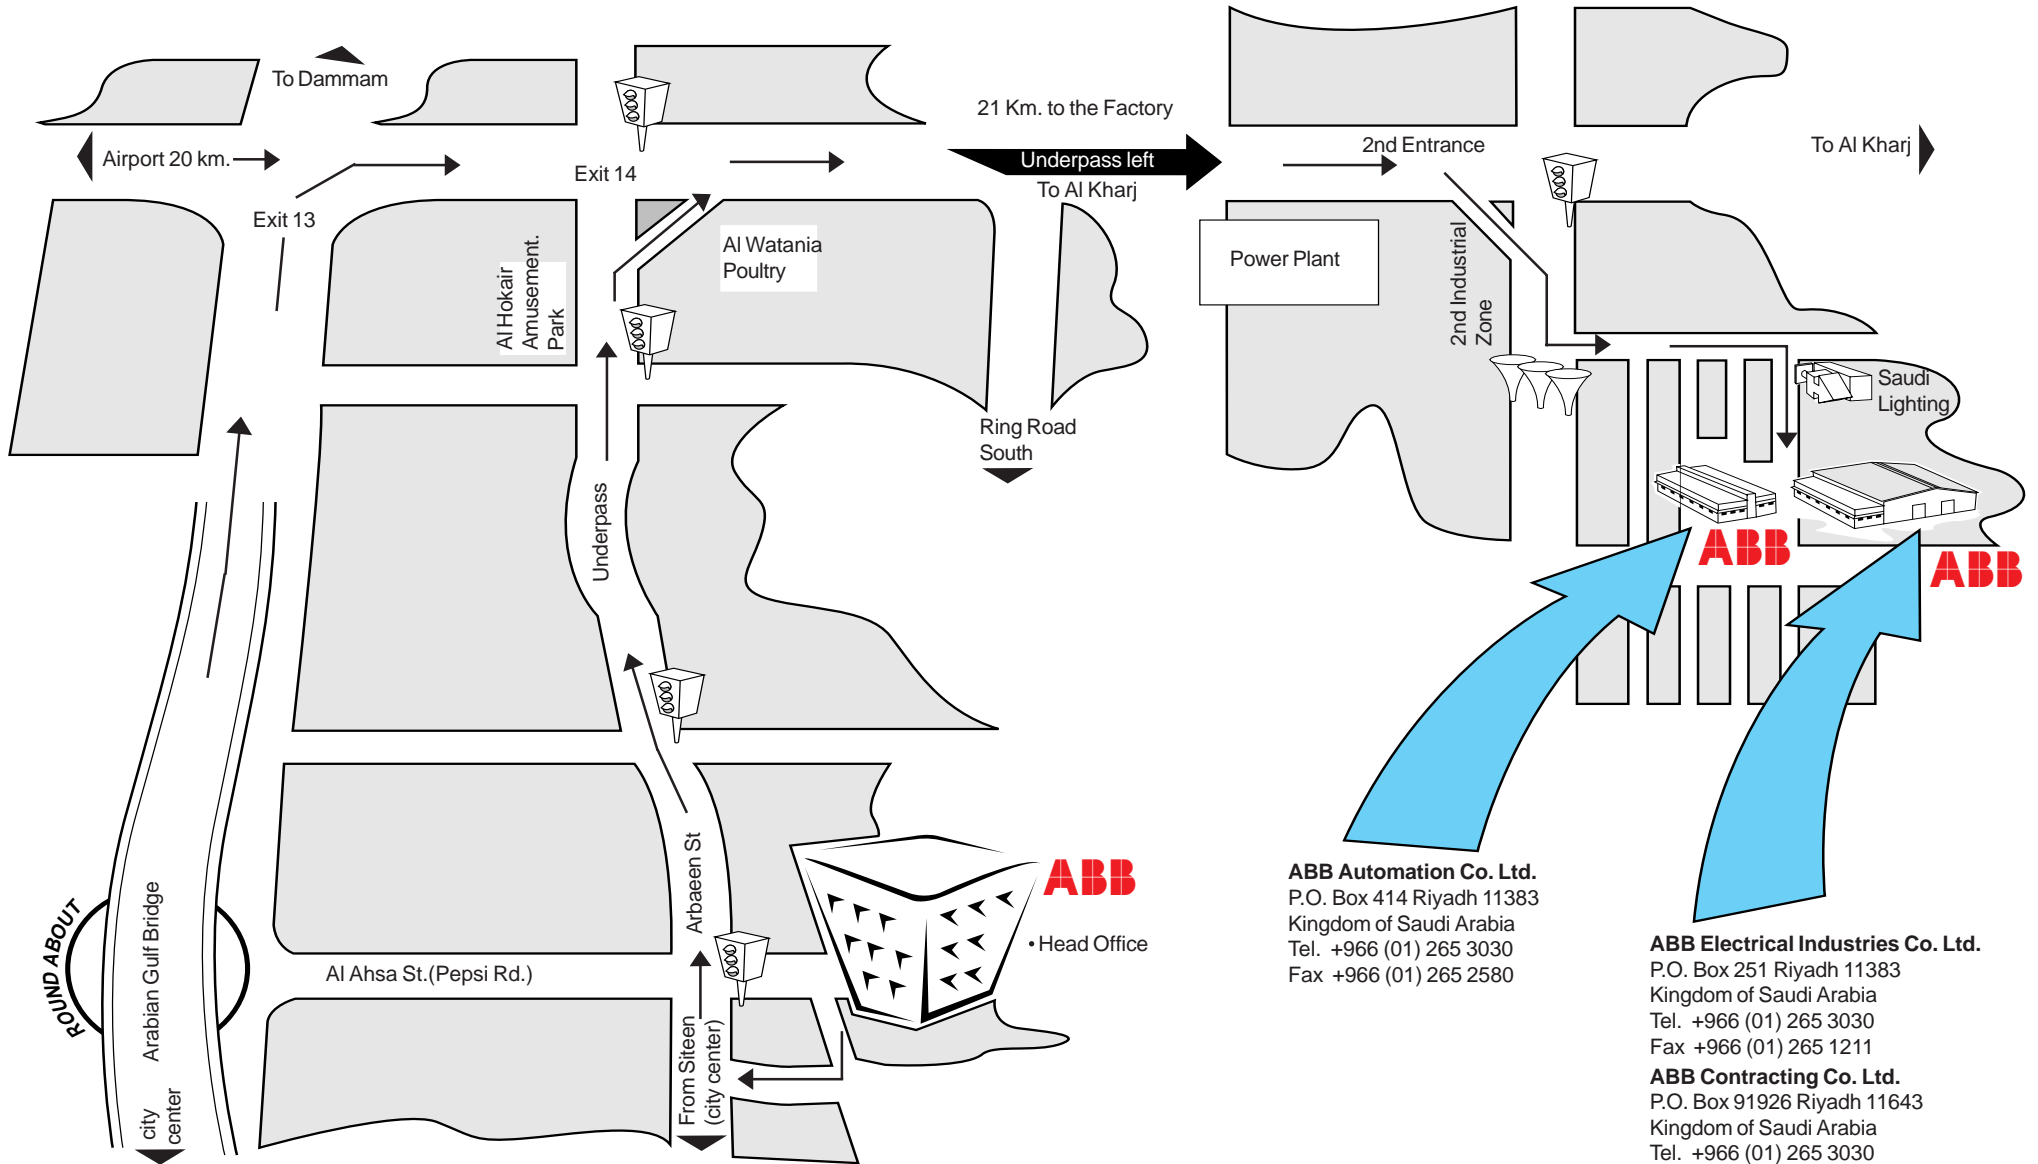 To Dammam
Airport 20 km.
Exit 13
Exit 14
21 Km. to the Factory
Underpass left
To Al Kharj
2nd Entrance
To Al Kharj
Al Hokair
Amusement.
Park
Al Watania
Poultry
Power Plant
2nd Industrial
Zone
Saudi
Lighting
Ring Road
South
Underpass
ABB
ABB
Arbaeen St
ABB
• Head Office
ROUND ABOUT
Arabian Gulf Bridge
Al Ahsa St.(Pepsi Rd.)
From Siteen
(city center)
city
center
ABB Automation Co. Ltd.
P.O. Box 414 Riyadh 11383
Kingdom of Saudi Arabia
Tel. +966 (01) 265 3030
Fax +966 (01) 265 2580
ABB Electrical Industries Co. Ltd.
P.O. Box 251 Riyadh 11383
Kingdom of Saudi Arabia
Tel. +966 (01) 265 3030
Fax +966 (01) 265 1211
ABB Contracting Co. Ltd.
P.O. Box 91926 Riyadh 11643
Kingdom of Saudi Arabia
Tel. +966 (01) 265 3030